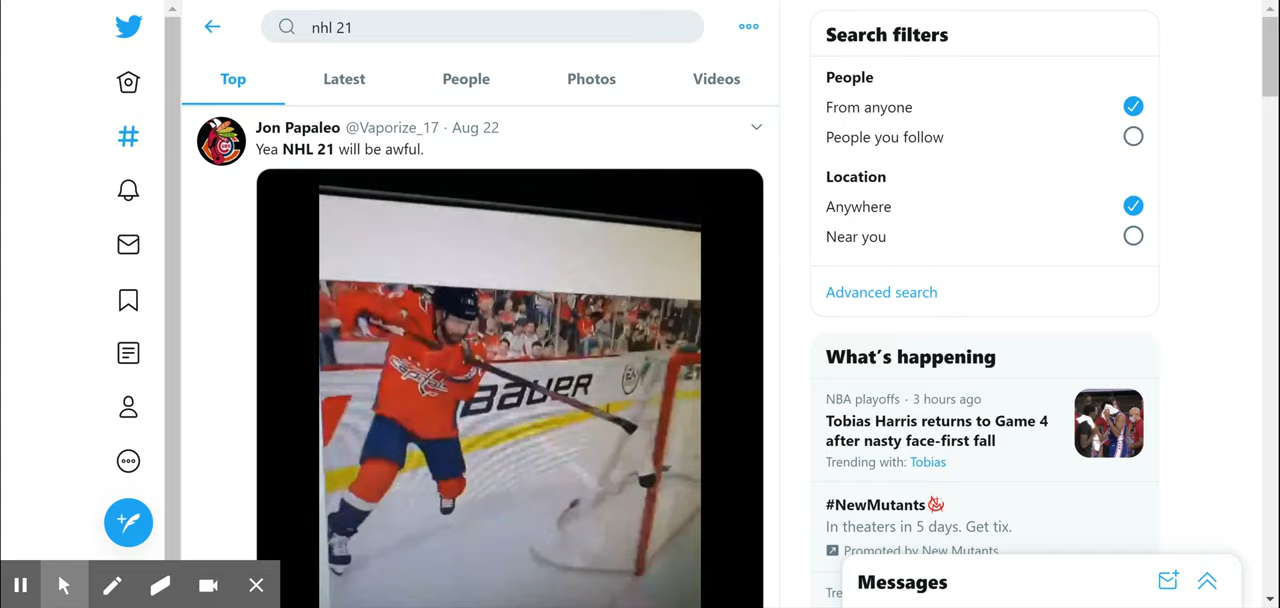 nhl 21
Top
Latest
People
Photos
Videos
Jon Papaleo @Vaporize_17 · Aug 22
Yea NHL 21 will be awful.
capitals
BAUER
Search filters
People
From anyone
People you follow
Location
Anywhere
Near you
Advanced search
What's happening
NBA playoffs · 3 hours ago
Tobias Harris returns to Game 4
after nasty face-first fall
Trending with: Tobias
#NewMutants
In theaters in 5 days. Get tix.
Promoted by New Mutants
Tre
Messages